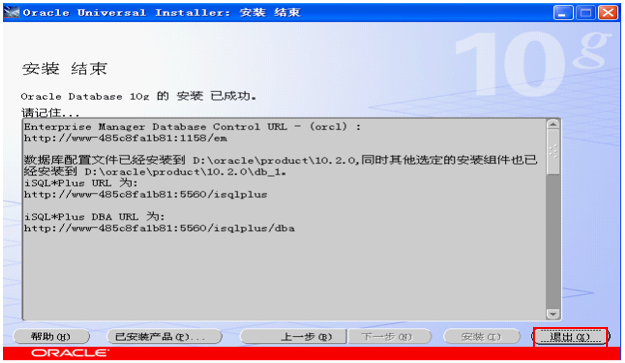 Oracle Universal Installer: 安装 结束
10g
安装 结束
Oracle Database 10g 的 安装 已成功。
请记住...
Enterprise Manager Database Control URL - (orcl) :
http://www-485c8fa1b81:1158/em
数据库配置文件已经安装到 D:\oracle\product\10.2.0,同时其他选定的安装组件也已
经安装到 D:\oracle\product\10.2.0\db_1。
iSQL*Plus URL 为:
http://www-485c8fa1b81:5560/isqlplus
iSQL*Plus DBA URL 为:
http://www-485c8fa1b81:5560/isqlplus/dba
帮助(H) 已安装产品(P)... 上一步(B) 下一步(N) 安装(I) 退出(X)
ORACLE